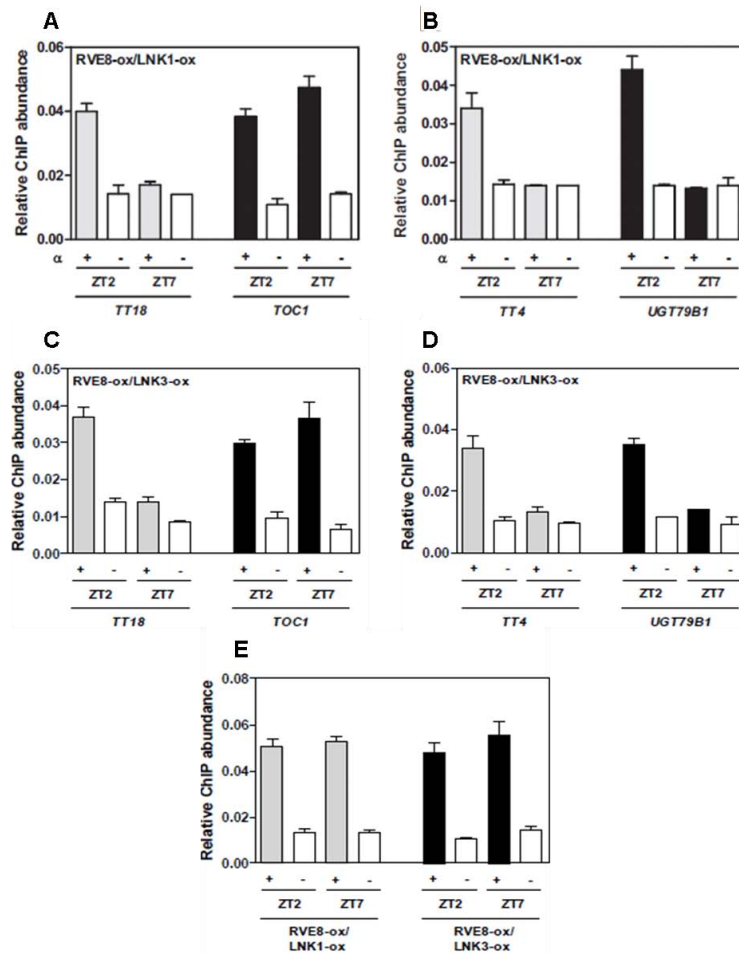 A
RVE8-ox/LNK1-ox
Relative ChIP abundance
0.06
0.04
0.02
0.00
α + - + - + - + -
ZT2 ZT7 ZT2 ZT7
TT18 TOC1
B
RVE8-ox/LNK1-ox
Relative ChIP abundance
0.05
0.04
0.03
0.02
0.01
0.00
+ - + - + - + -
ZT2 ZT7 ZT2 ZT7
TT4 UGT79B1
C
RVE8-ox/LNK3-ox
Relative ChIP abundance
0.05
0.04
0.03
0.02
0.01
0.00
+ - + - + - + -
ZT2 ZT7 ZT2 ZT7
TT18 TOC1
D
RVE8-ox/LNK3-ox
Relative ChIP abundance
0.06
0.04
0.02
0.00
+ - + - + - + -
ZT2 ZT7 ZT2 ZT7
TT4 UGT79B1
E
Relative ChIP abundance
0.08
0.06
0.04
0.02
0.00
+ - + - + - + -
ZT2 ZT7 ZT2 ZT7
RVE8-ox/ RVE8-ox/
LNK1-ox LNK3-ox